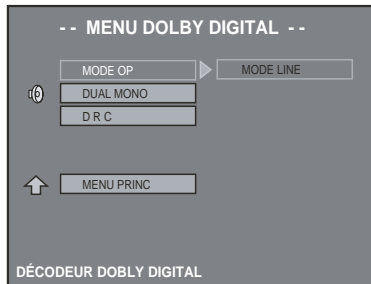 - - MENU DOLBY DIGITAL - -
MODE OP
MODE LINE
DUAL MONO
D R C
MENU PRINC
DÉCODEUR DOBLY DIGITAL